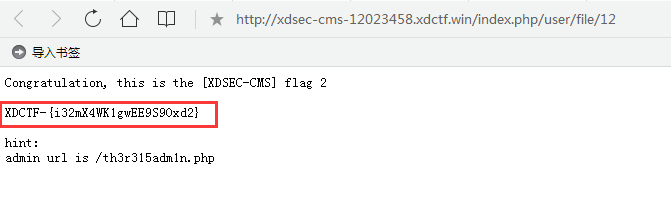 http://xdsec-cms-12023458.xdctf.win/index.php/user/file/12
导入书签
Congratulation, this is the [XDSEC-CMS] flag 2
XDCTF-{i32mX4WK1gwEE9S9Oxd2}
hint:
admin url is /th3r315adm1n.php